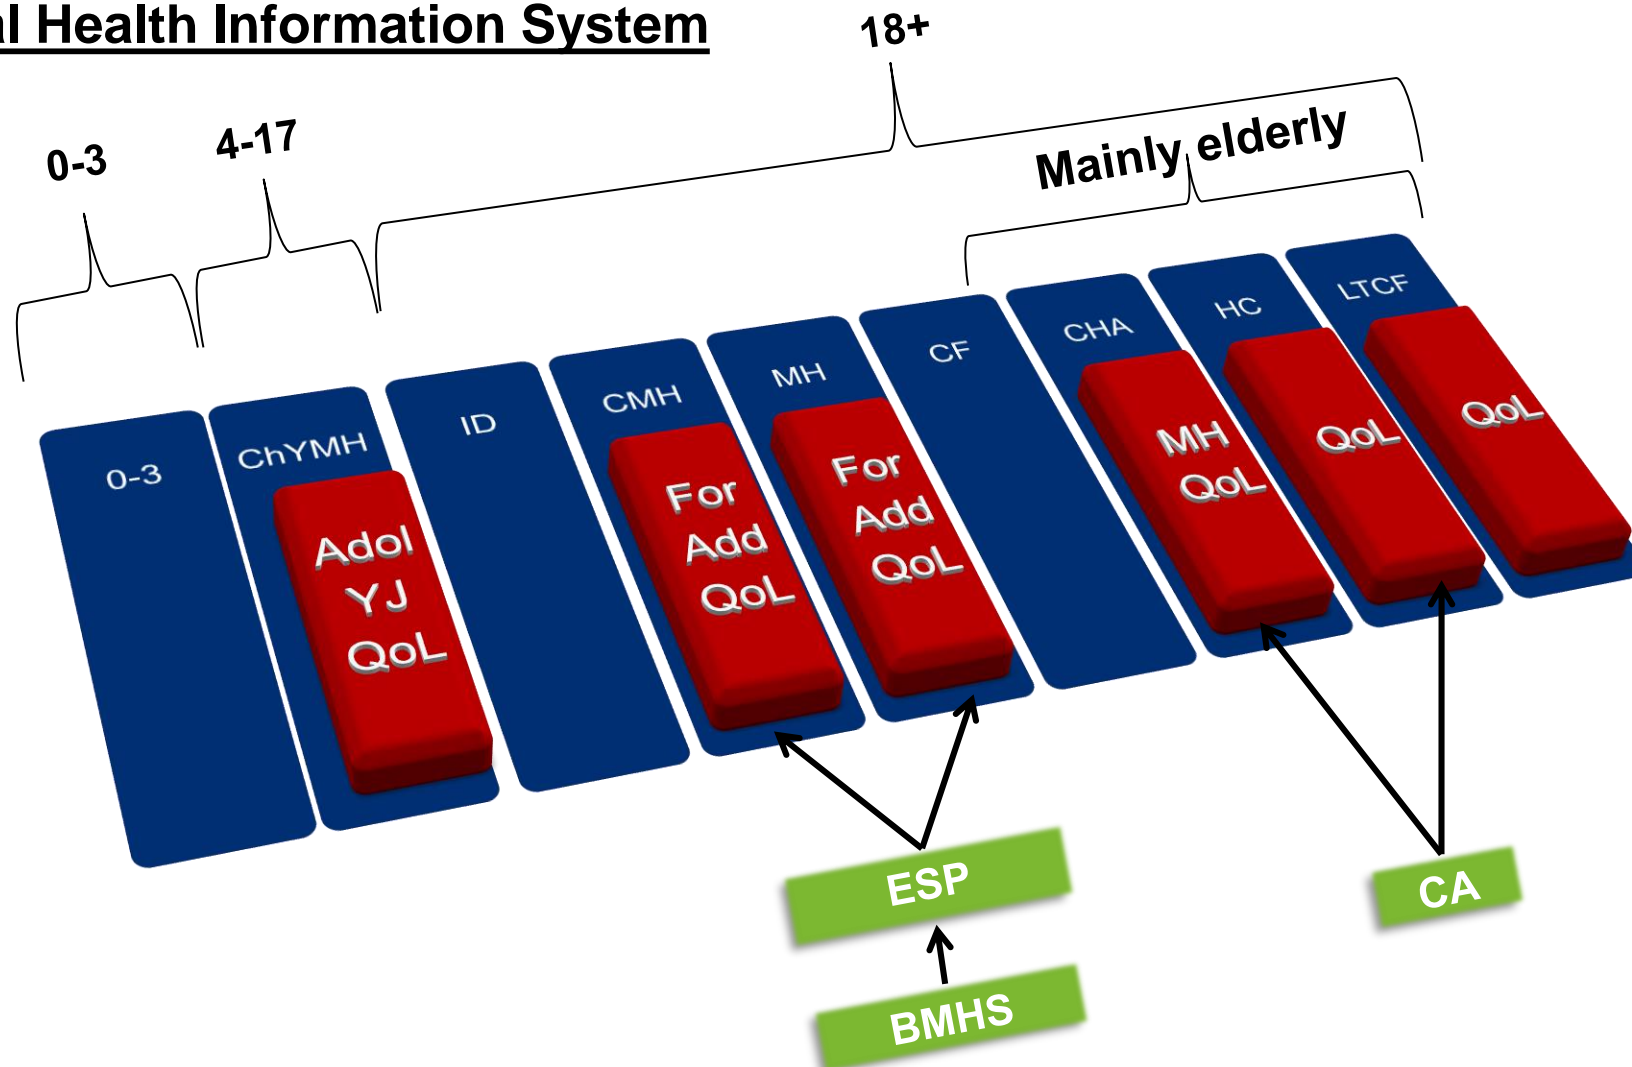 al Health Information System
18+
0-3
4-17
Mainly elderly
0-3
ChYMH
ID
CMH
MH
CF
CHA
HC
LTCF
Adol
YJ
QoL
For
Add
QoL
For
Add
QoL
MH
QoL
QoL
QoL
ESP
CA
BMHS